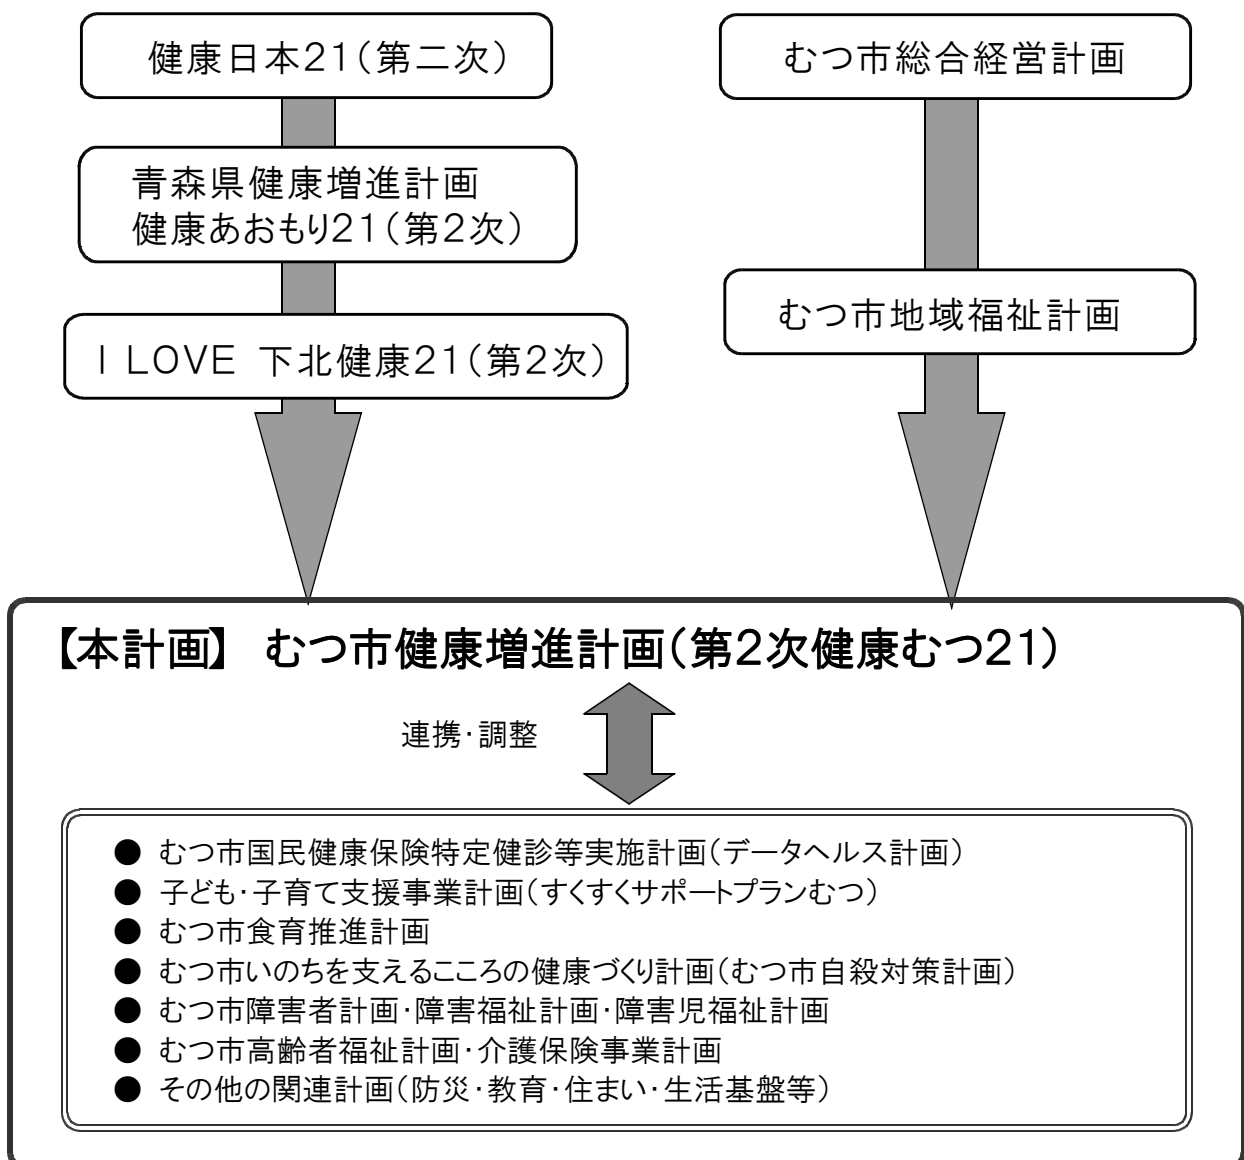 健康日本21（第二次）
青森県健康増進計画
健康あおもり21（第2次）
I LOVE 下北健康21（第2次）
むつ市総合経営計画
むつ市地域福祉計画
【本計画】 むつ市健康増進計画（第2次健康むつ21）
連携・調整
● むつ市国民健康保険特定健診等実施計画（データヘルス計画）
● 子ども・子育て支援事業計画（すくすくサポートプランむつ）
● むつ市食育推進計画
● むつ市いのちを支えるこころの健康づくり計画（むつ市自殺対策計画）
● むつ市障害者計画・障害福祉計画・障害児福祉計画
● むつ市高齢者福祉計画・介護保険事業計画
● その他の関連計画（防災・教育・住まい・生活基盤等）